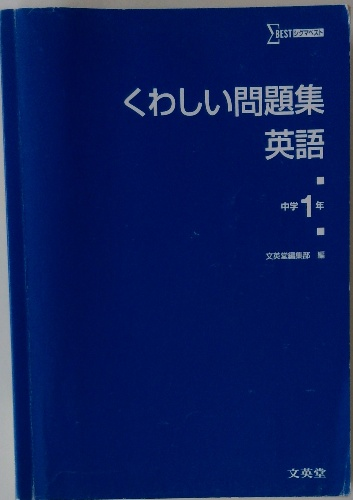 ΣBEST シグマベスト
くわしい問題集
英語
中学1年
文英堂編集部 編
文英堂